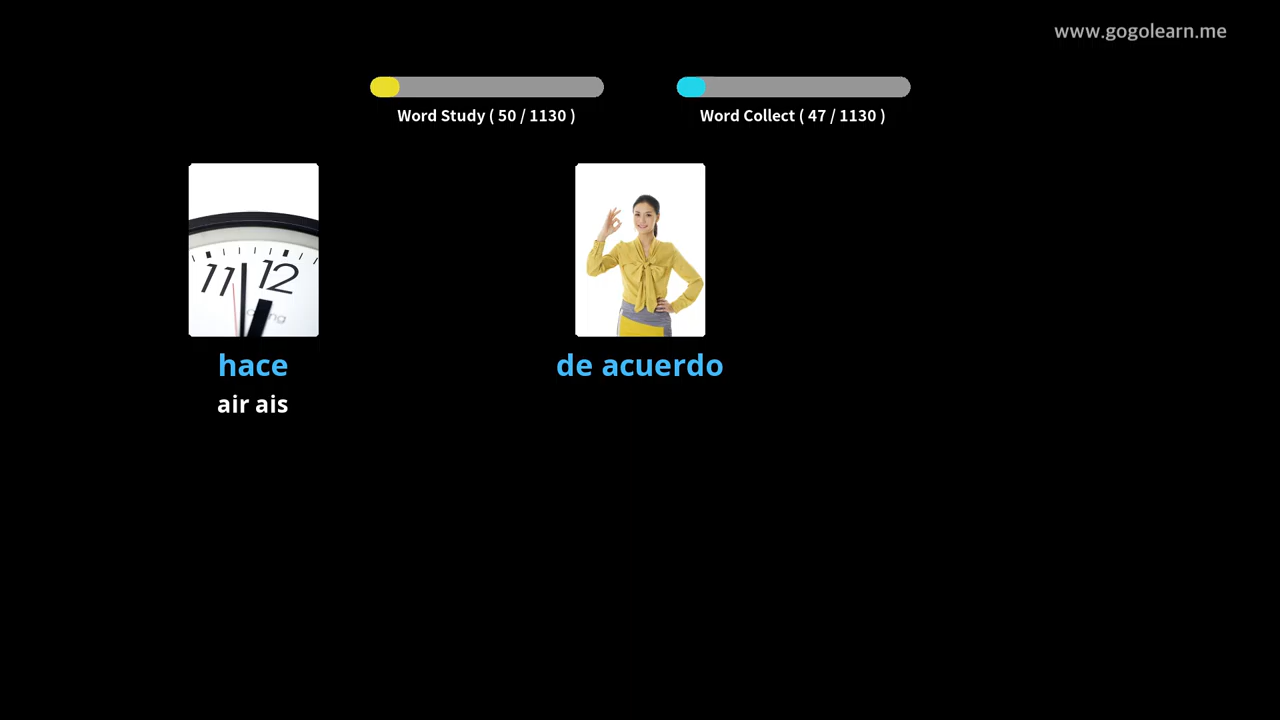 www.gogolearn.me
Word Study ( 50 / 1130 )
Word Collect ( 47 / 1130 )
11 12
hace
air ais
de acuerdo